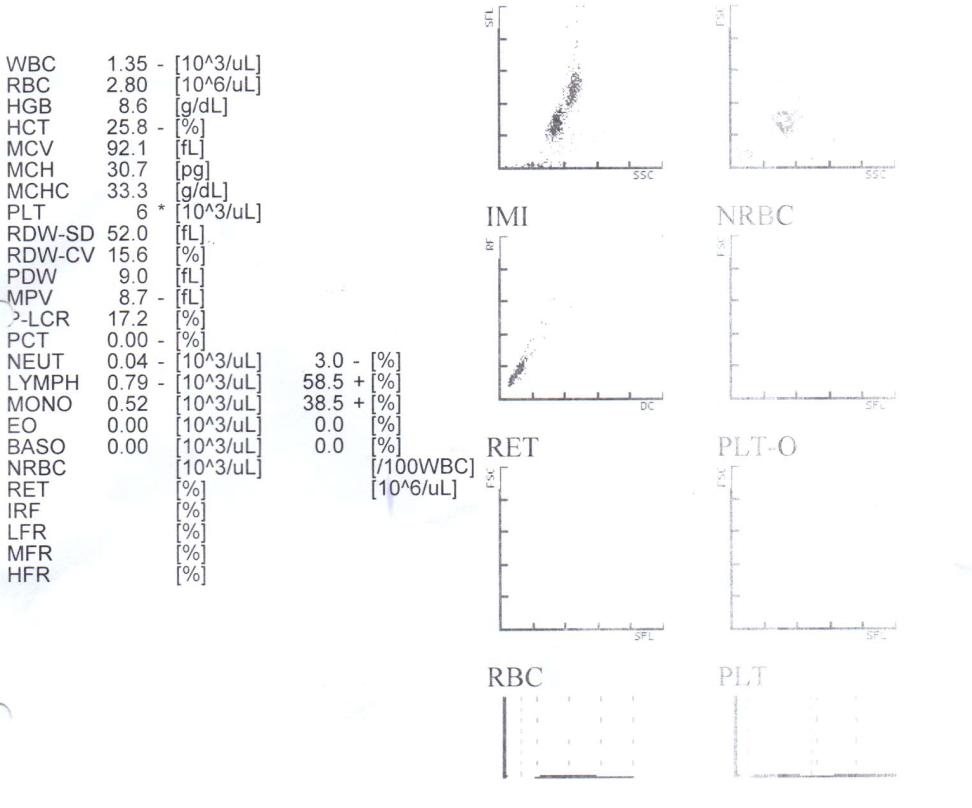 WBC 1.35 - [10^3/uL]
RBC 2.80 [10^6/uL]
HGB 8.6 [g/dL]
HCT 25.8 - [%]
MCV 92.1 [fL]
MCH 30.7 [pg]
MCHC 33.3 [g/dL]
PLT 6 * [10^3/uL]
RDW-SD 52.0 [fL]
RDW-CV 15.6 [%]
PDW 9.0 [fL]
MPV 8.7 - [fL]
P-LCR 17.2 [%]
PCT 0.00 - [%]
NEUT 0.04 - [10^3/uL] 3.0 - [%]
LYMPH 0.79 - [10^3/uL] 58.5 + [%]
MONO 0.52 [10^3/uL] 38.5 + [%]
EO 0.00 [10^3/uL] 0.0 [%]
BASO 0.00 [10^3/uL] 0.0 [%]
NRBC [10^3/uL] [/100WBC]
RET [%] [10^6/uL]
IRF [%]
LFR [%]
MFR [%]
HFR [%]
SFL
SSC
FSC
SSC
IMI
RF
DC
NRBC
FSC
SFL
RET
FSC
SFL
PLT-O
FSC
SFL
RBC
PLT